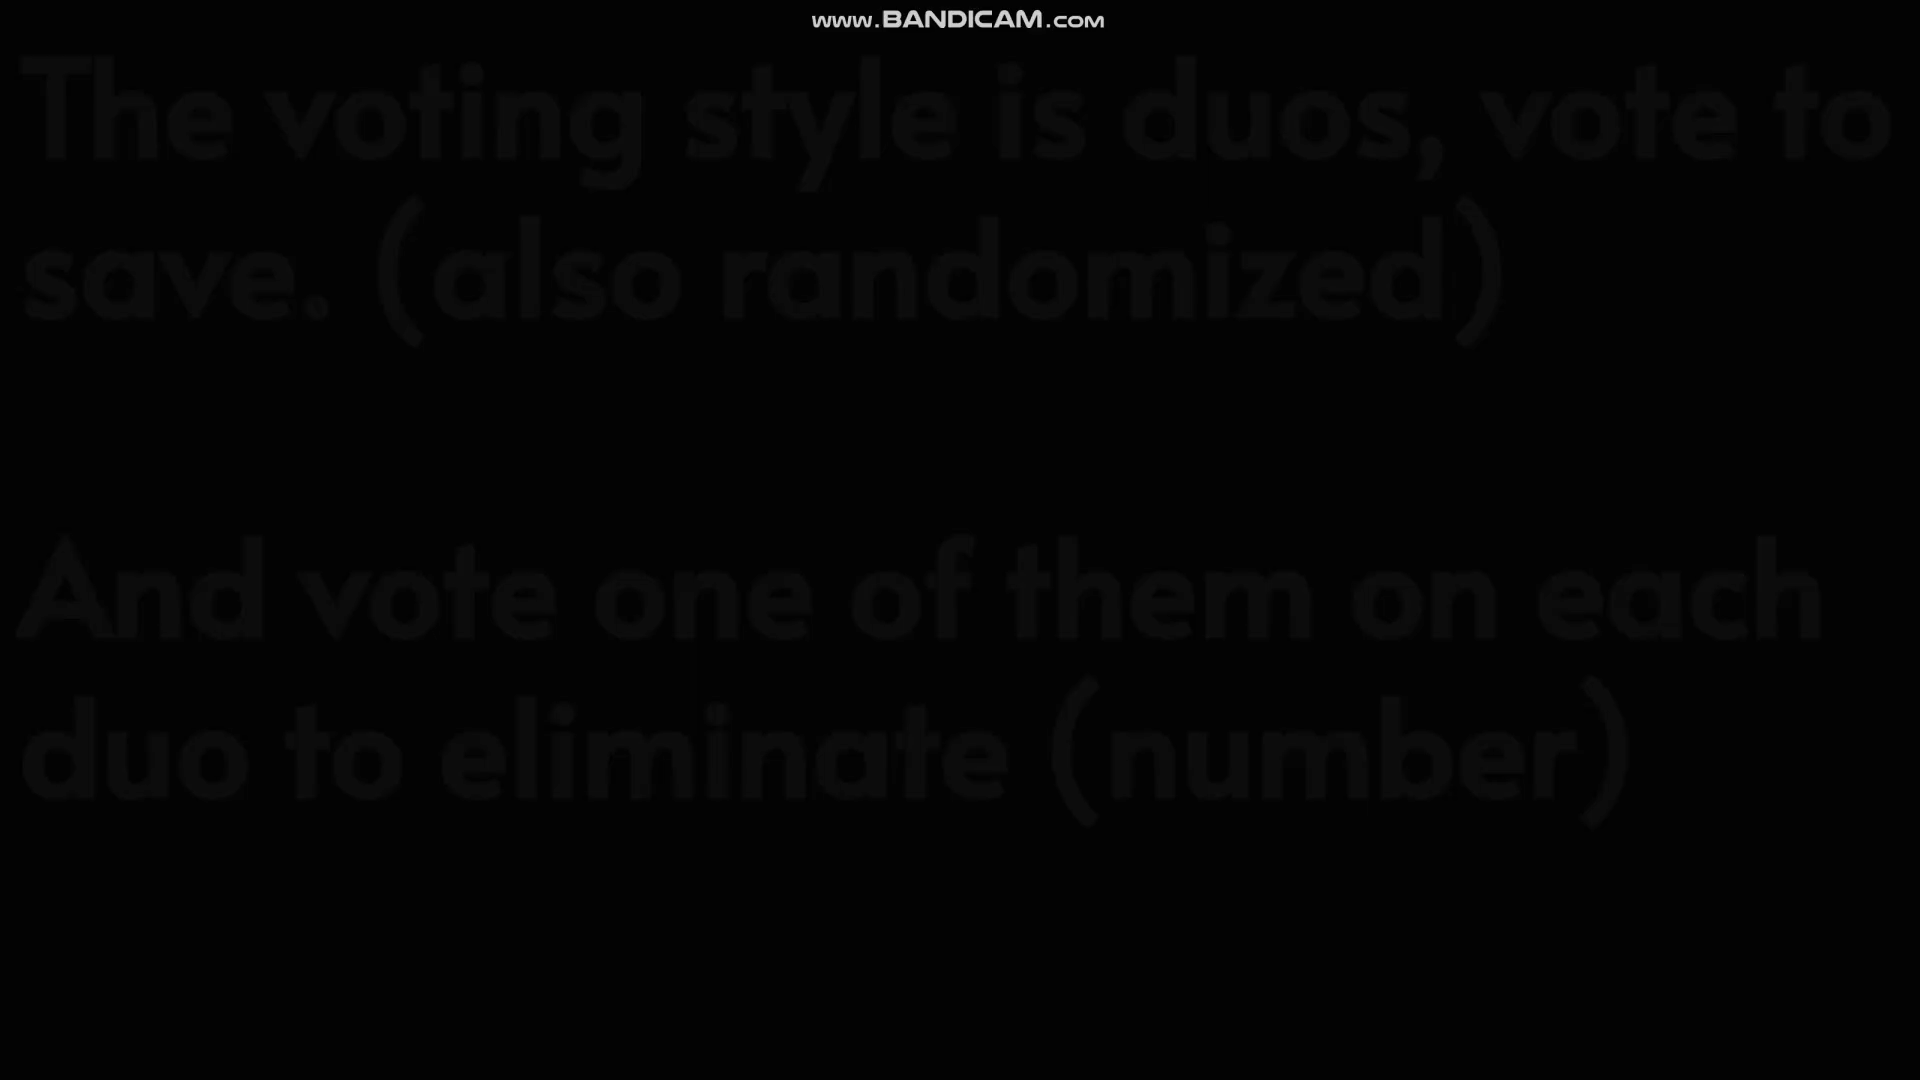 www.BANDICAM.com
The voting style is duos, vote to
save. (also randomized)
And vote one of them on each
duo to eliminate (number)